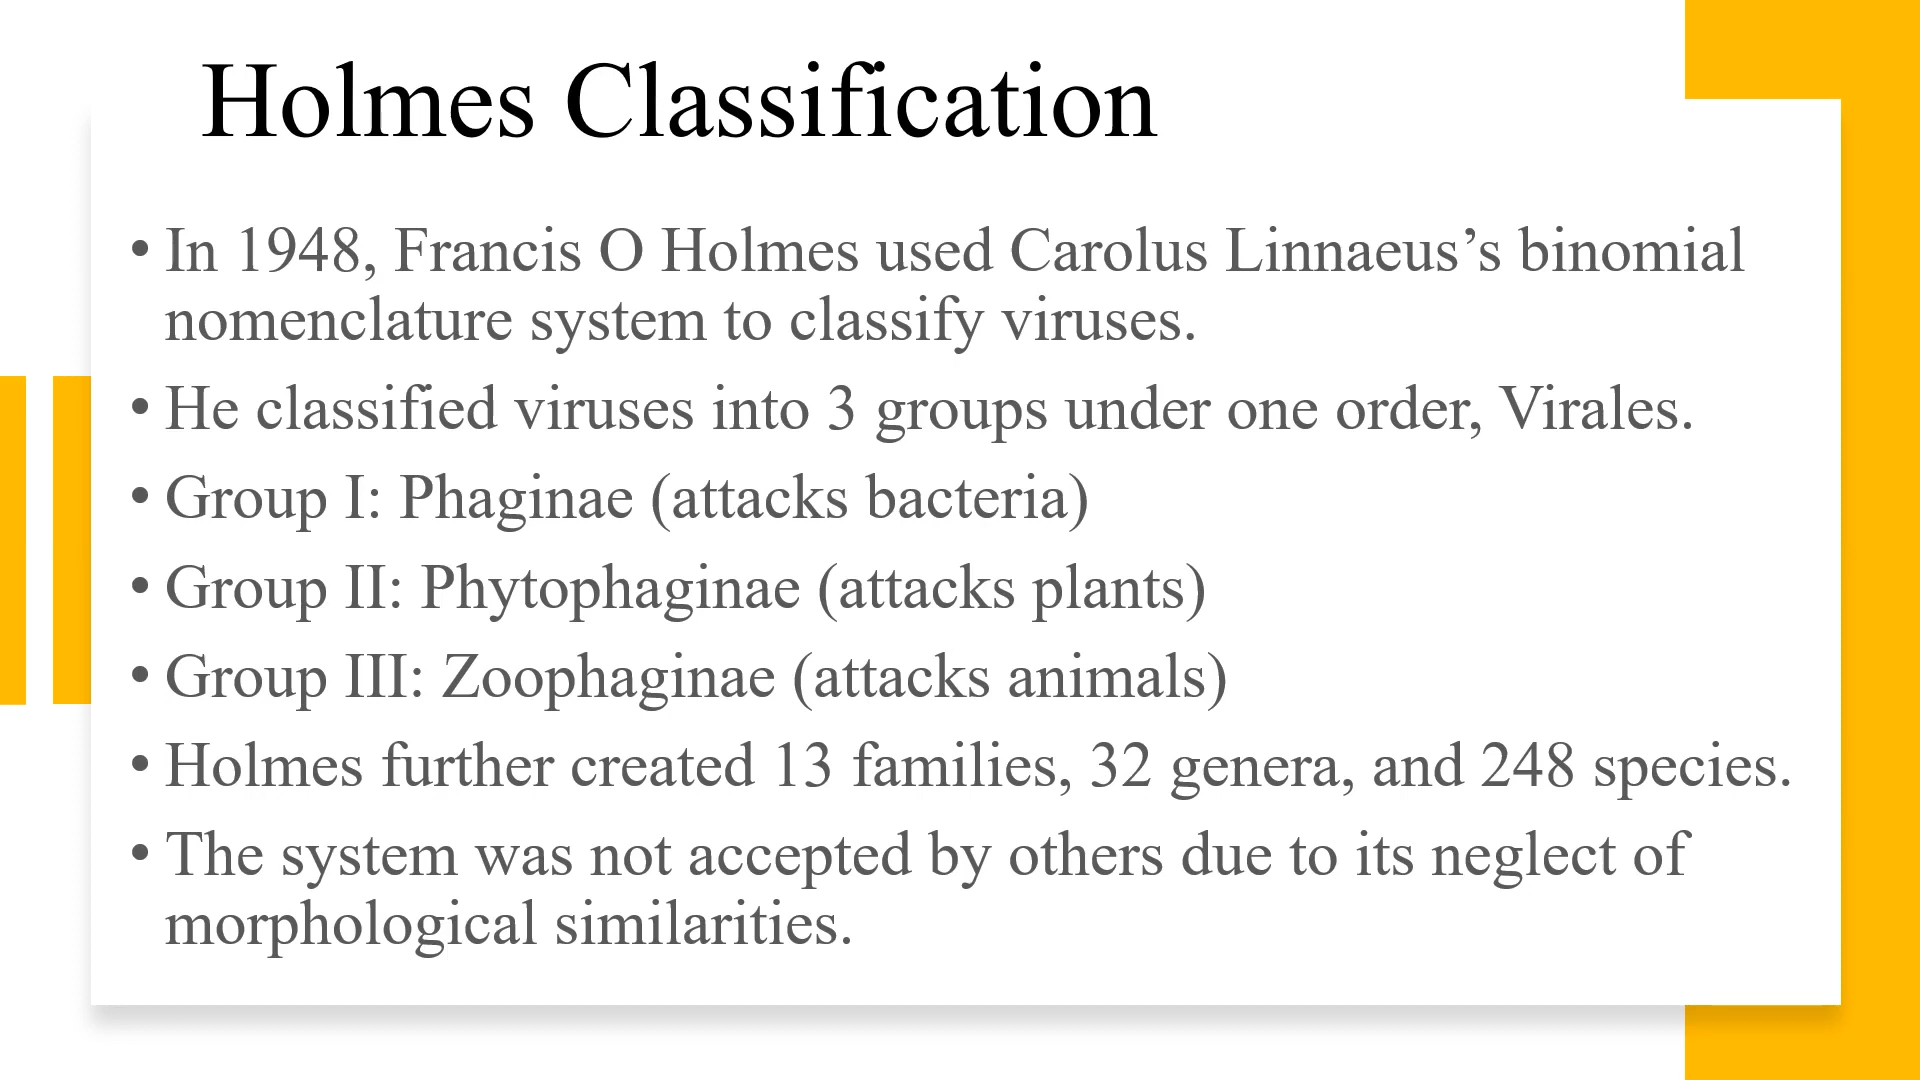 Holmes Classification
• In 1948, Francis O Holmes used Carolus Linnaeus’s binomial
nomenclature system to classify viruses.
• He classified viruses into 3 groups under one order, Virales.
• Group I: Phaginae (attacks bacteria)
• Group II: Phytophaginae (attacks plants)
• Group III: Zoophaginae (attacks animals)
• Holmes further created 13 families, 32 genera, and 248 species.
• The system was not accepted by others due to its neglect of
morphological similarities.